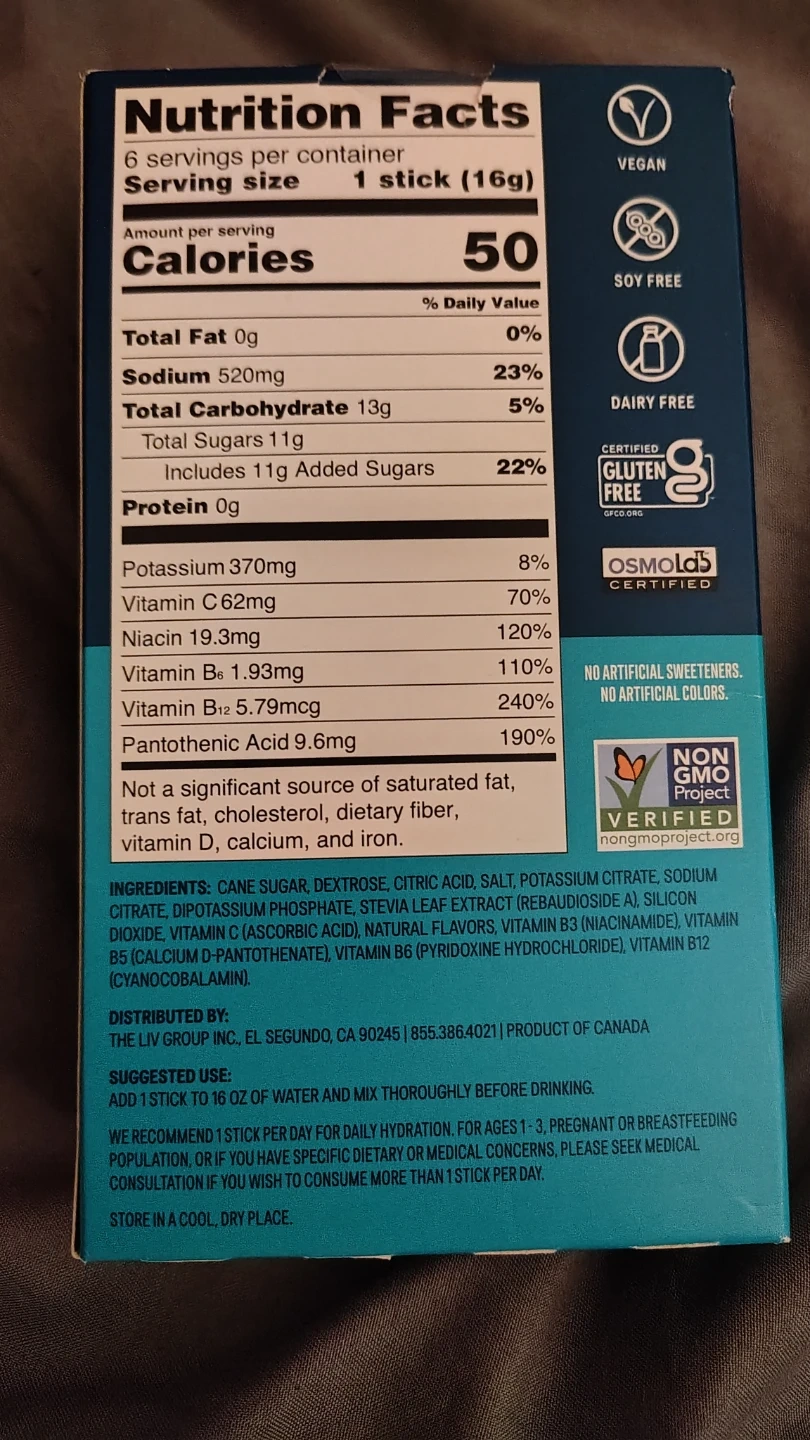 Nutrition Facts
6 servings per container
Serving size 1 stick (16g)
Amount per serving
Calories 50
% Daily Value
Total Fat 0g 0%
Sodium 520mg 23%
Total Carbohydrate 13g 5%
Total Sugars 11g
Includes 11g Added Sugars 22%
Protein 0g
Potassium 370mg 8%
Vitamin C 62mg 70%
Niacin 19.3mg 120%
Vitamin B6 1.93mg 110%
Vitamin B12 5.79mcg 240%
Pantothenic Acid 9.6mg 190%
Not a significant source of saturated fat,
trans fat, cholesterol, dietary fiber,
vitamin D, calcium, and iron.
VEGAN
SOY FREE
DAIRY FREE
CERTIFIED
GLUTEN
FREE
GFCO.ORG
OSMOLab
CERTIFIED
NO ARTIFICIAL SWEETENERS.
NO ARTIFICIAL COLORS.
NON
GMO
Project
VERIFIED
nongmoproject.org
INGREDIENTS: CANE SUGAR, DEXTROSE, CITRIC ACID, SALT, POTASSIUM CITRATE, SODIUM
CITRATE, DIPOTASSIUM PHOSPHATE, STEVIA LEAF EXTRACT (REBAUDIOSIDE A), SILICON
DIOXIDE, VITAMIN C (ASCORBIC ACID), NATURAL FLAVORS, VITAMIN B3 (NIACINAMIDE), VITAMIN
B5 (CALCIUM D-PANTOTHENATE), VITAMIN B6 (PYRIDOXINE HYDROCHLORIDE), VITAMIN B12
(CYANOCOBALAMIN).
DISTRIBUTED BY:
THE LIV GROUP INC., EL SEGUNDO, CA 90245 | 855.386.4021 | PRODUCT OF CANADA
SUGGESTED USE:
ADD 1 STICK TO 16 OZ OF WATER AND MIX THOROUGHLY BEFORE DRINKING.
WE RECOMMEND 1 STICK PER DAY FOR DAILY HYDRATION. FOR AGES 1 - 3, PREGNANT OR BREASTFEEDING
POPULATION, OR IF YOU HAVE SPECIFIC DIETARY OR MEDICAL CONCERNS, PLEASE SEEK MEDICAL
CONSULTATION IF YOU WISH TO CONSUME MORE THAN 1 STICK PER DAY.
STORE IN A COOL, DRY PLACE.